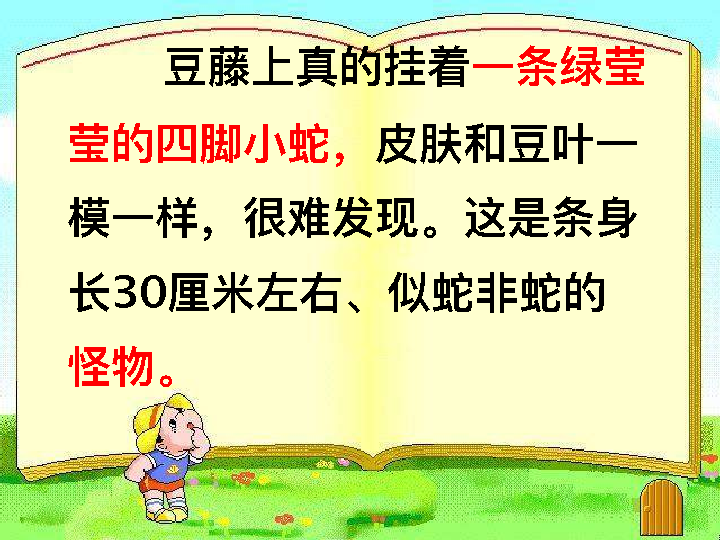 豆藤上真的挂着一条绿莹
莹的四脚小蛇，皮肤和豆叶一
模一样，很难发现。这是条身
长30厘米左右、似蛇非蛇的
怪物。